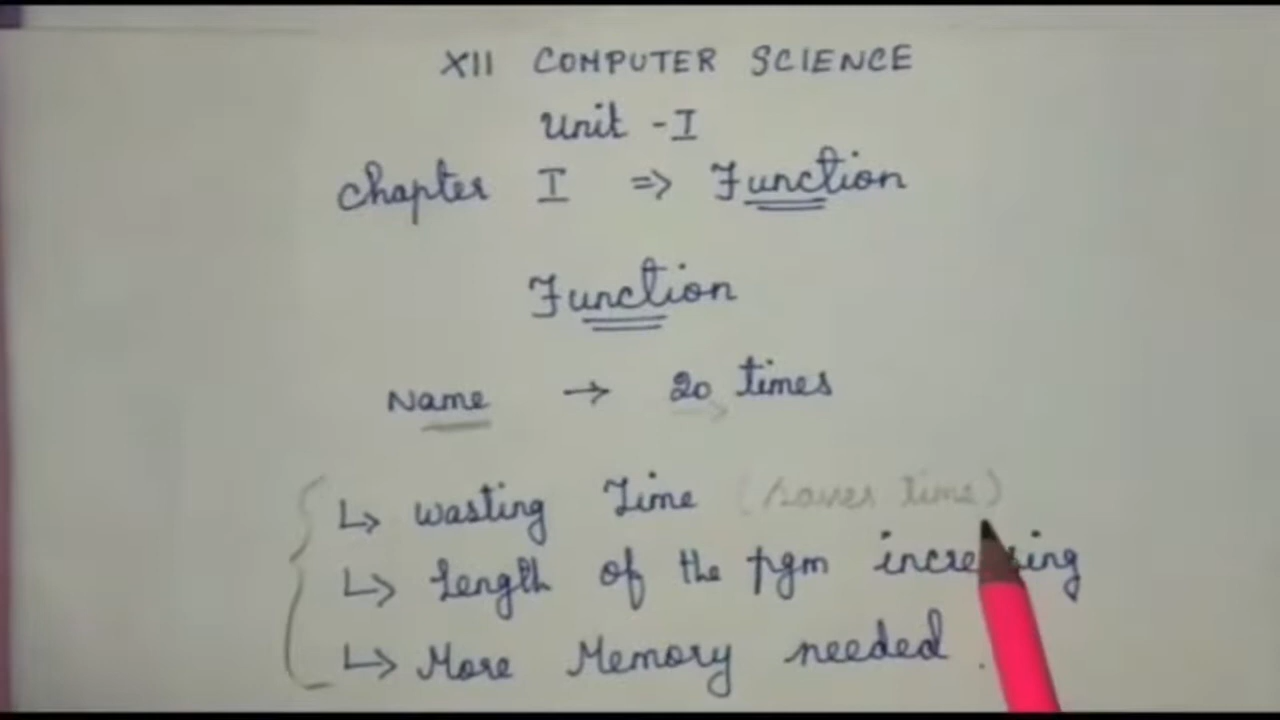 XII COMPUTER SCIENCE
Unit - I
Chapter I => Function
Function
Name → 20 times
↳ Wasting Time (saves time)
↳ Length of the pgm increasing
↳ More Memory needed.